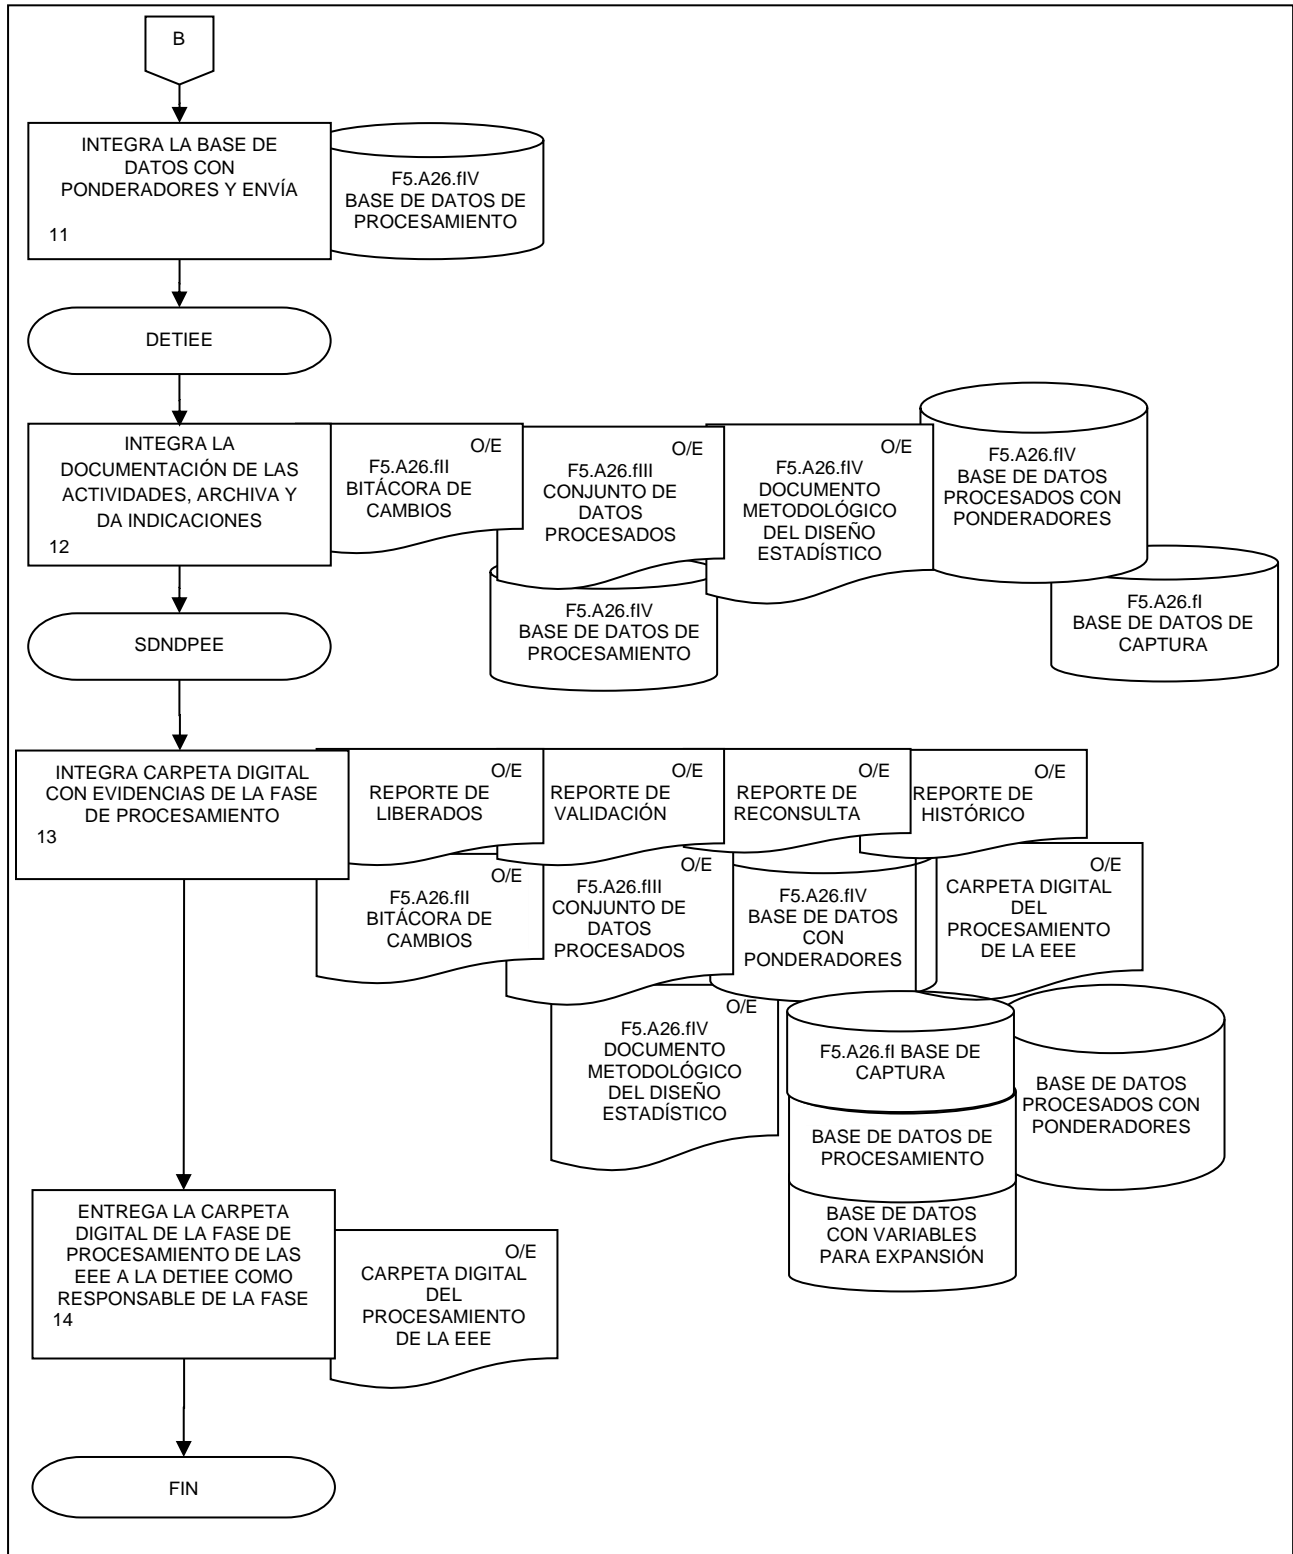 B
INTEGRA LA BASE DE
DATOS CON
PONDERADORES Y ENVÍA
11
F5.A26.fIV
BASE DE DATOS DE
PROCESAMIENTO
DETIEE
INTEGRA LA
DOCUMENTACIÓN DE LAS
ACTIVIDADES, ARCHIVA Y
DA INDICACIONES
12
O/E
F5.A26.fII
BITÁCORA DE
CAMBIOS
O/E
F5.A26.fIII
CONJUNTO DE
DATOS
PROCESADOS
O/E
F5.A26.fIV
DOCUMENTO
METODOLÓGICO
DEL DISEÑO
ESTADÍSTICO
F5.A26.fIV
BASE DE DATOS
PROCESADOS CON
PONDERADORES
F5.A26.fIV
BASE DE DATOS DE
PROCESAMIENTO
F5.A26.fI
BASE DE DATOS DE
CAPTURA
SDNDPEE
INTEGRA CARPETA DIGITAL
CON EVIDENCIAS DE LA FASE
DE PROCESAMIENTO
13
O/E
REPORTE DE
LIBERADOS
O/E
REPORTE DE
VALIDACIÓN
O/E
REPORTE DE
RECONSULTA
O/E
REPORTE DE
HISTÓRICO
O/E
F5.A26.fII
BITÁCORA DE
CAMBIOS
O/E
F5.A26.fIII
CONJUNTO DE
DATOS
PROCESADOS
F5.A26.fIV
BASE DE DATOS
CON
PONDERADORES
O/E
CARPETA DIGITAL
DEL
PROCESAMIENTO
DE LA EEE
O/E
F5.A26.fIV
DOCUMENTO
METODOLÓGICO
DEL DISEÑO
ESTADÍSTICO
F5.A26.fI BASE DE
CAPTURA
BASE DE DATOS DE
PROCESAMIENTO
BASE DE DATOS
CON VARIABLES
PARA EXPANSIÓN
BASE DE DATOS
PROCESADOS CON
PONDERADORES
ENTREGA LA CARPETA
DIGITAL DE LA FASE DE
PROCESAMIENTO DE LAS
EEE A LA DETIEE COMO
RESPONSABLE DE LA FASE
14
O/E
CARPETA DIGITAL
DEL
PROCESAMIENTO
DE LA EEE
FIN